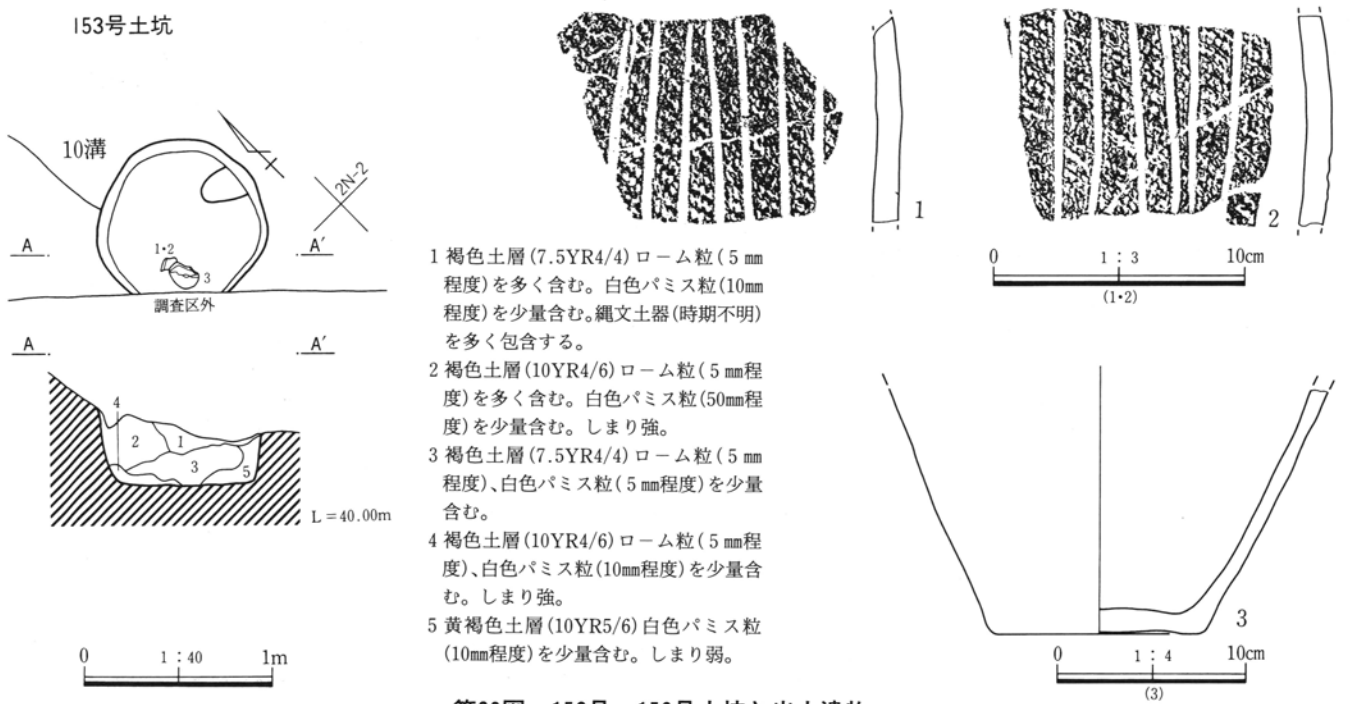 153号土坑
10溝
2N-2
A
A′
1・2
3
調査区外
A
A′
4
2
1
3
5
L=40.00m
0
1：40
1m
1 褐色土層(7.5YR4/4)ローム粒(5㎜
程度)を多く含む。白色パミス粒(10㎜
程度)を少量含む。縄文土器(時期不明)
を多く包含する。
2 褐色土層(10YR4/6)ローム粒(5㎜程
度)を多く含む。白色パミス粒(50㎜程
度)を少量含む。しまり強。
3 褐色土層(7.5YR4/4)ローム粒(5㎜
程度)、白色パミス粒(5㎜程度)を少量
含む。
4 褐色土層(10YR4/6)ローム粒(5㎜程
度)、白色パミス粒(10㎜程度)を少量含
む。しまり強。
5 黄褐色土層(10YR5/6)白色パミス粒
(10㎜程度)を少量含む。しまり弱。
1
2
0
1：3
10cm
(1・2)
3
0
1：4
10cm
(3)